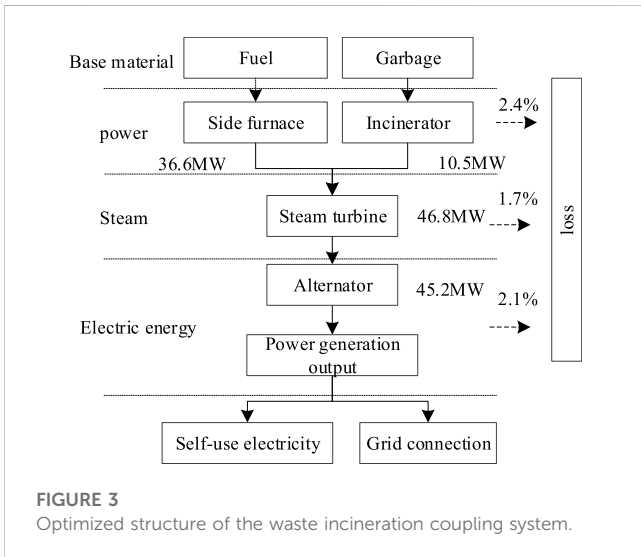 Base material
Fuel
Garbage
2.4%
power
Side furnace
Incinerator
36.6MW
10.5MW
1.7%
Steam
Steam turbine
46.8MW
loss
Alternator
45.2MW
2.1%
Electric energy
Power generation
output
Self-use electricity
Grid connection
FIGURE 3
Optimized structure of the waste incineration coupling system.